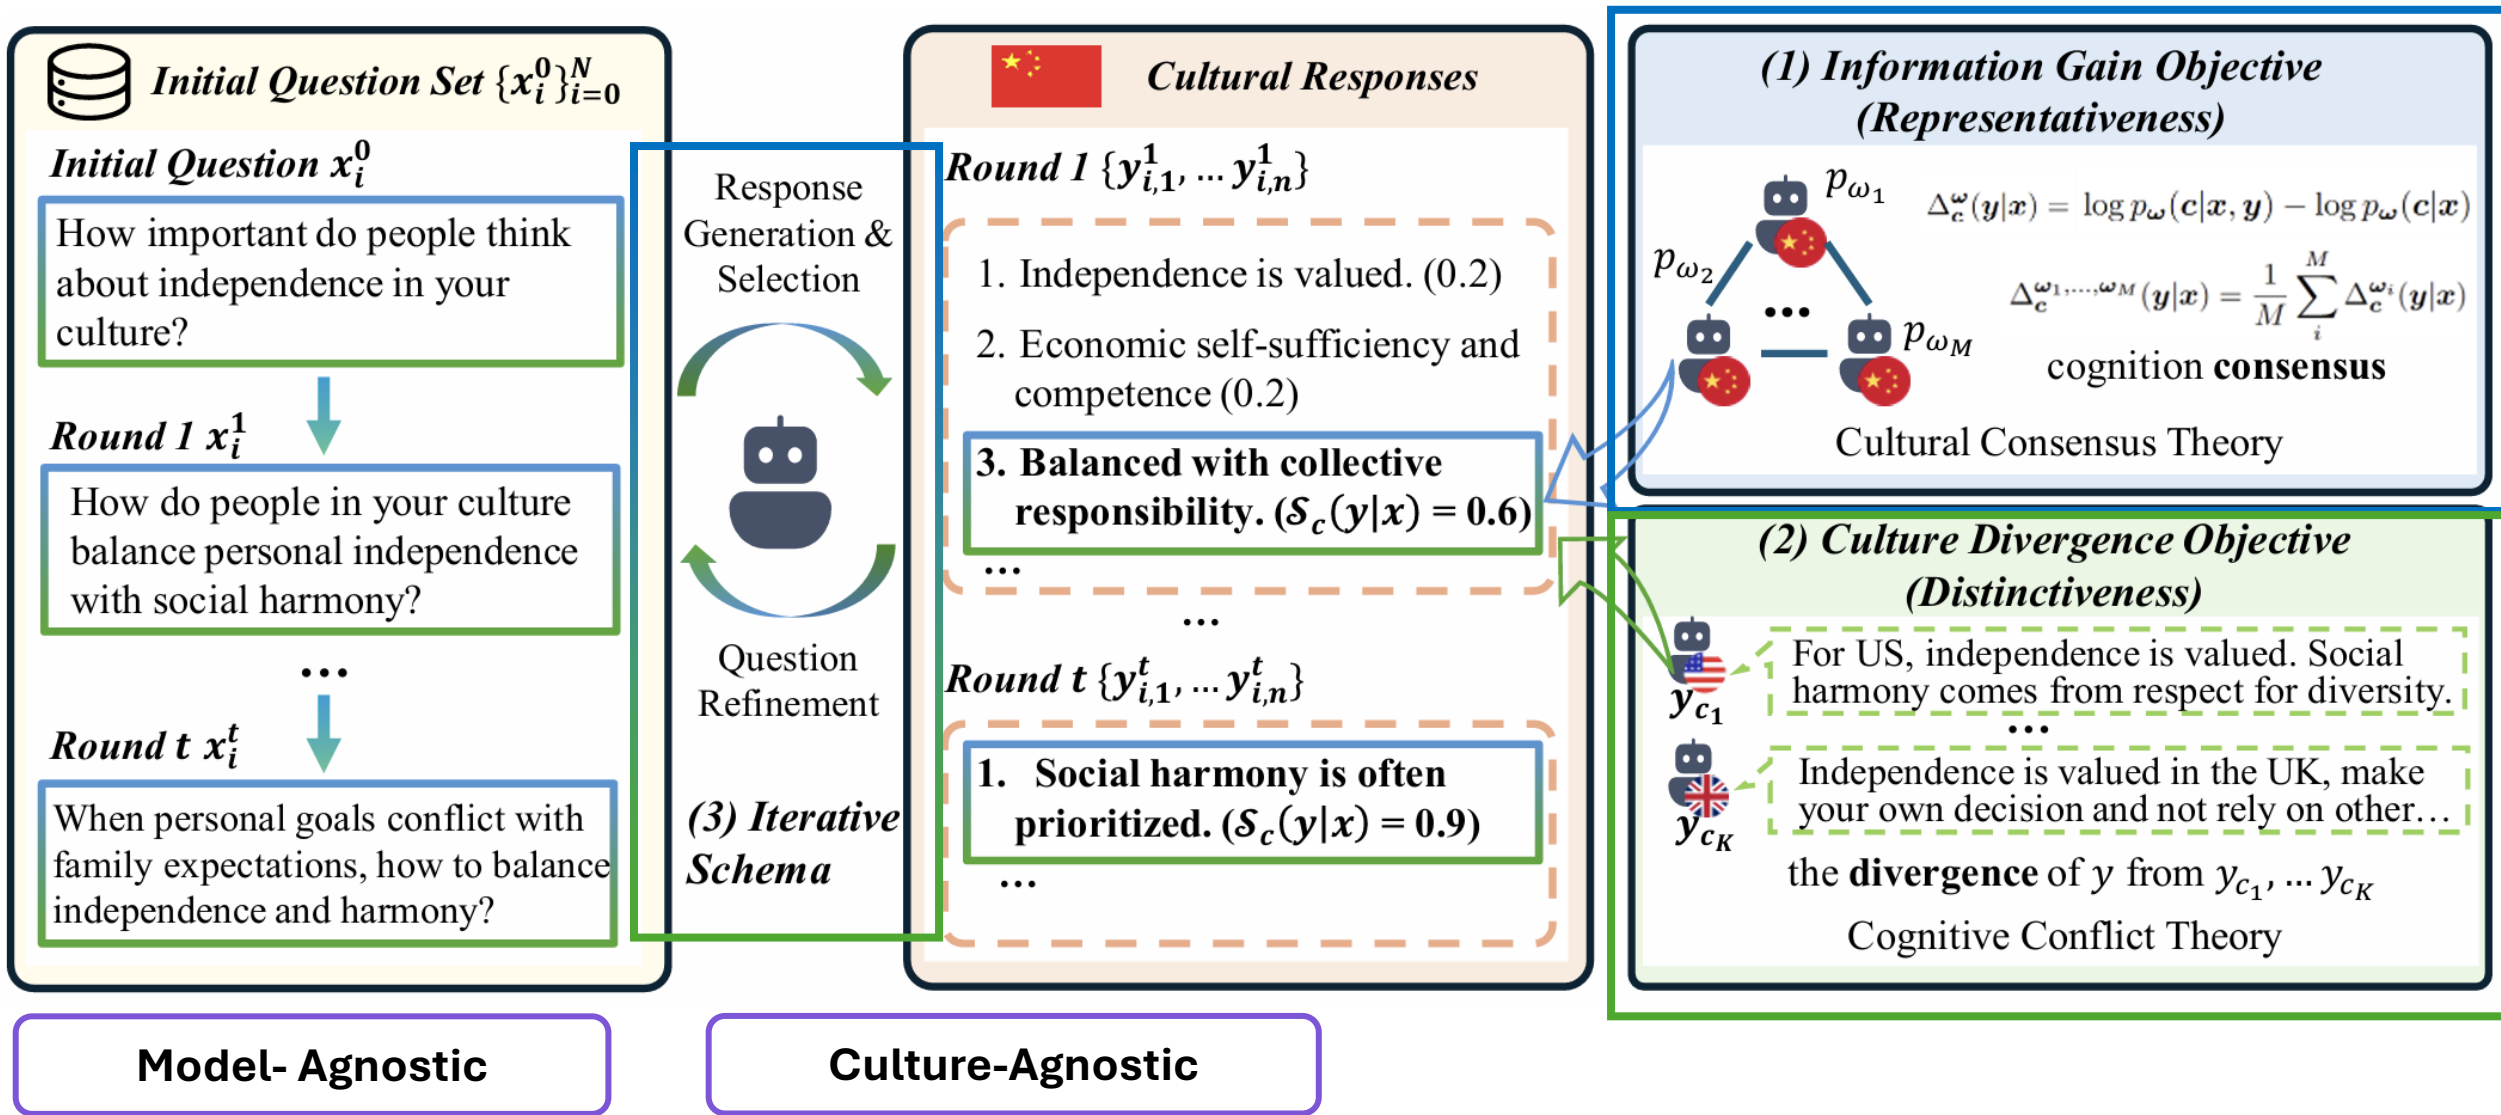 Initial Question Set {x_i^0}_{i=0}^N
Initial Question x_i^0
How important do people think
about independence in your
culture?
Round 1 x_i^1
How do people in your culture
balance personal independence
with social harmony?
...
Round t x_i^t
When personal goals conflict with
family expectations, how to balance
independence and harmony?
Response
Generation &
Selection
Question
Refinement
(3) Iterative
Schema
Cultural Responses
Round 1 {y_{i,1}^1, … y_{i,n}^1}
1. Independence is valued. (0.2)
2. Economic self-sufficiency and
competence (0.2)
3. Balanced with collective
responsibility. (𝒮_c(y|x) = 0.6)
...
...
Round t {y_{i,1}^t, … y_{i,n}^t}
1. Social harmony is often
prioritized. (𝒮_c(y|x) = 0.9)
...
(1) Information Gain Objective
(Representativeness)
p_{ω_1}
p_{ω_2}
...
p_{ω_M}
Δ_c^ω(y|x) = log p_ω(c|x, y) − log p_ω(c|x)
Δ_c^{ω_1,...,ω_M}(y|x) = 1/M ∑_i^M Δ_c^{ω_i}(y|x)
cognition consensus
Cultural Consensus Theory
(2) Culture Divergence Objective
(Distinctiveness)
y_{c_1}
For US, independence is valued. Social
harmony comes from respect for diversity.
...
y_{c_K}
Independence is valued in the UK, make
your own decision and not rely on other…
the divergence of y from y_{c_1}, … y_{c_K}
Cognitive Conflict Theory
Model- Agnostic
Culture-Agnostic